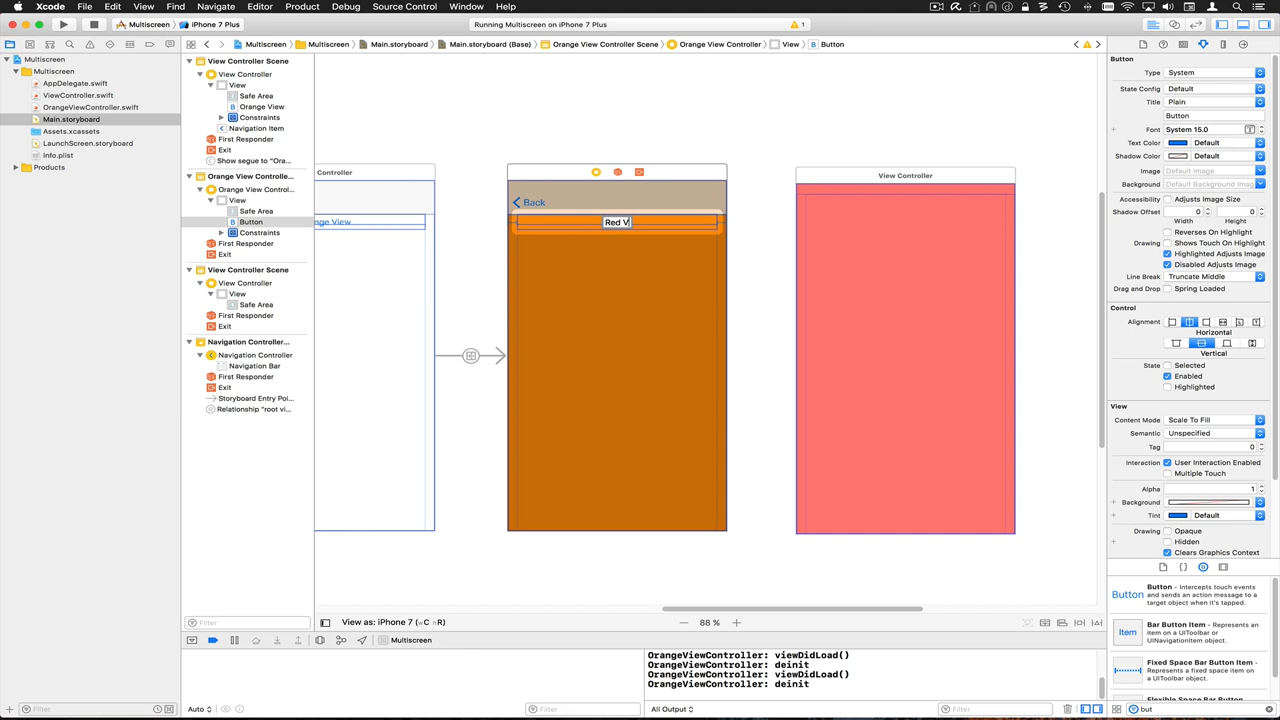 Xcode File Edit View Find Navigate Editor Product Debug Source Control Window Help
Multiscreen iPhone 7 Plus
Running Multiscreen on iPhone 7 Plus
1
Multiscreen Multiscreen Main.storyboard Main.storyboard (Base) Orange View Controller Scene Orange View Controller View B Button
Multiscreen
Multiscreen
AppDelegate.swift
ViewController.swift
OrangeViewController.swift
Main.storyboard
Assets.xcassets
LaunchScreen.storyboard
Info.plist
Products
Filter
View Controller Scene
View Controller
View
Safe Area
B Orange View
Constraints
Navigation Item
First Responder
Exit
Show segue to "Ora...
Orange View Controlle...
Orange View Control...
View
Safe Area
B Button
Constraints
First Responder
Exit
View Controller Scene
View Controller
View
Safe Area
First Responder
Exit
Navigation Controller...
Navigation Controller
Navigation Bar
First Responder
Exit
Storyboard Entry Poi...
Relationship "root vi...
Filter
Controller
nge View
Back
Red V
View Controller
View as: iPhone 7 (wC hR)
88 %
Multiscreen
OrangeViewController: viewDidLoad()
OrangeViewController: deinit
OrangeViewController: viewDidLoad()
OrangeViewController: deinit
Auto
Filter
All Output
Filter
Button
Type System
State Config Default
Title Plain
Button
Font System 15.0
Text Color Default
Shadow Color Default
Image Default Image
Background Default Background Imag
Accessibility Adjusts Image Size
Shadow Offset 0 0
Width Height
Reverses On Highlight
Drawing Shows Touch On Highlight
Highlighted Adjusts Image
Disabled Adjusts Image
Line Break Truncate Middle
Drag and Drop Spring Loaded
Control
Alignment
Horizontal
Vertical
State Selected
Enabled
Highlighted
View
Content Mode Scale To Fill
Semantic Unspecified
Tag 0
Interaction User Interaction Enabled
Multiple Touch
Alpha 1
Background
Tint Default
Drawing Opaque
Hidden
Clears Graphics Context
Button
Button - Intercepts touch events
and sends an action message to a
target object when it's tapped.
Item
Bar Button Item - Represents an
item on a UIToolbar or
UINavigationItem object.
Fixed Space Bar Button Item -
Represents a fixed space item on
a UIToolbar object.
Flexible Space Bar Button Item
but